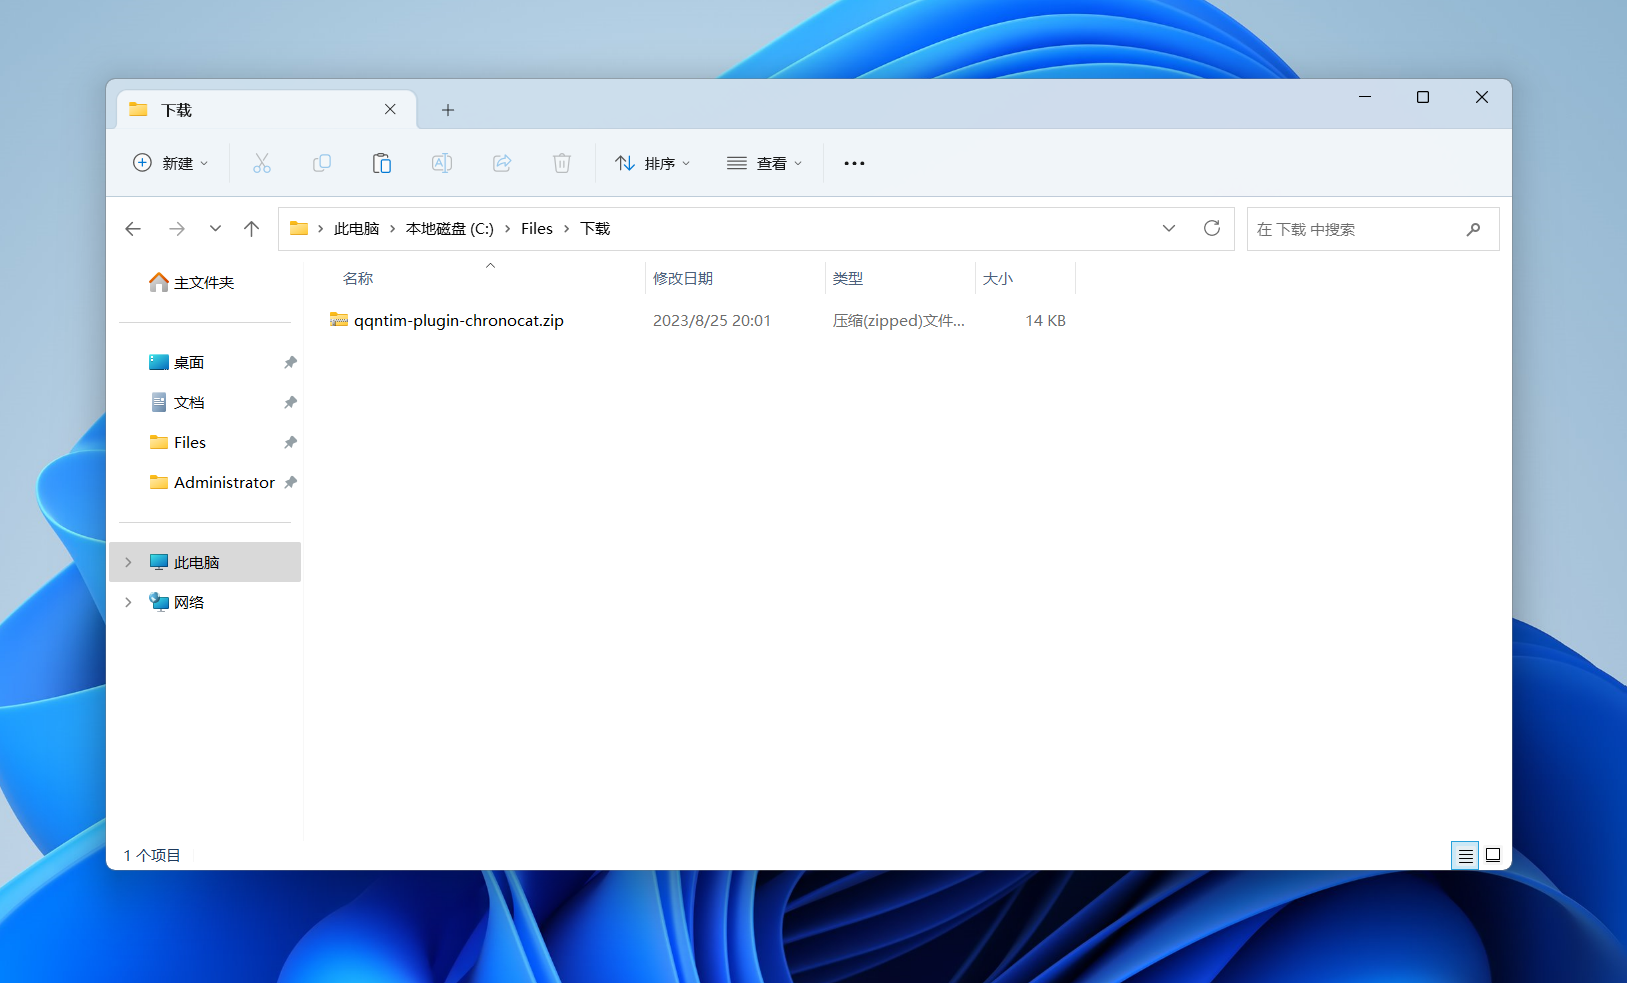 下载
新建
排序
查看
此电脑 本地磁盘 (C:) Files 下载
在 下载 中搜索
主文件夹
名称 修改日期 类型 大小
qqntim-plugin-chronocat.zip 2023/8/25 20:01 压缩(zipped)文件... 14 KB
桌面
文档
Files
Administrator
此电脑
网络
1 个项目